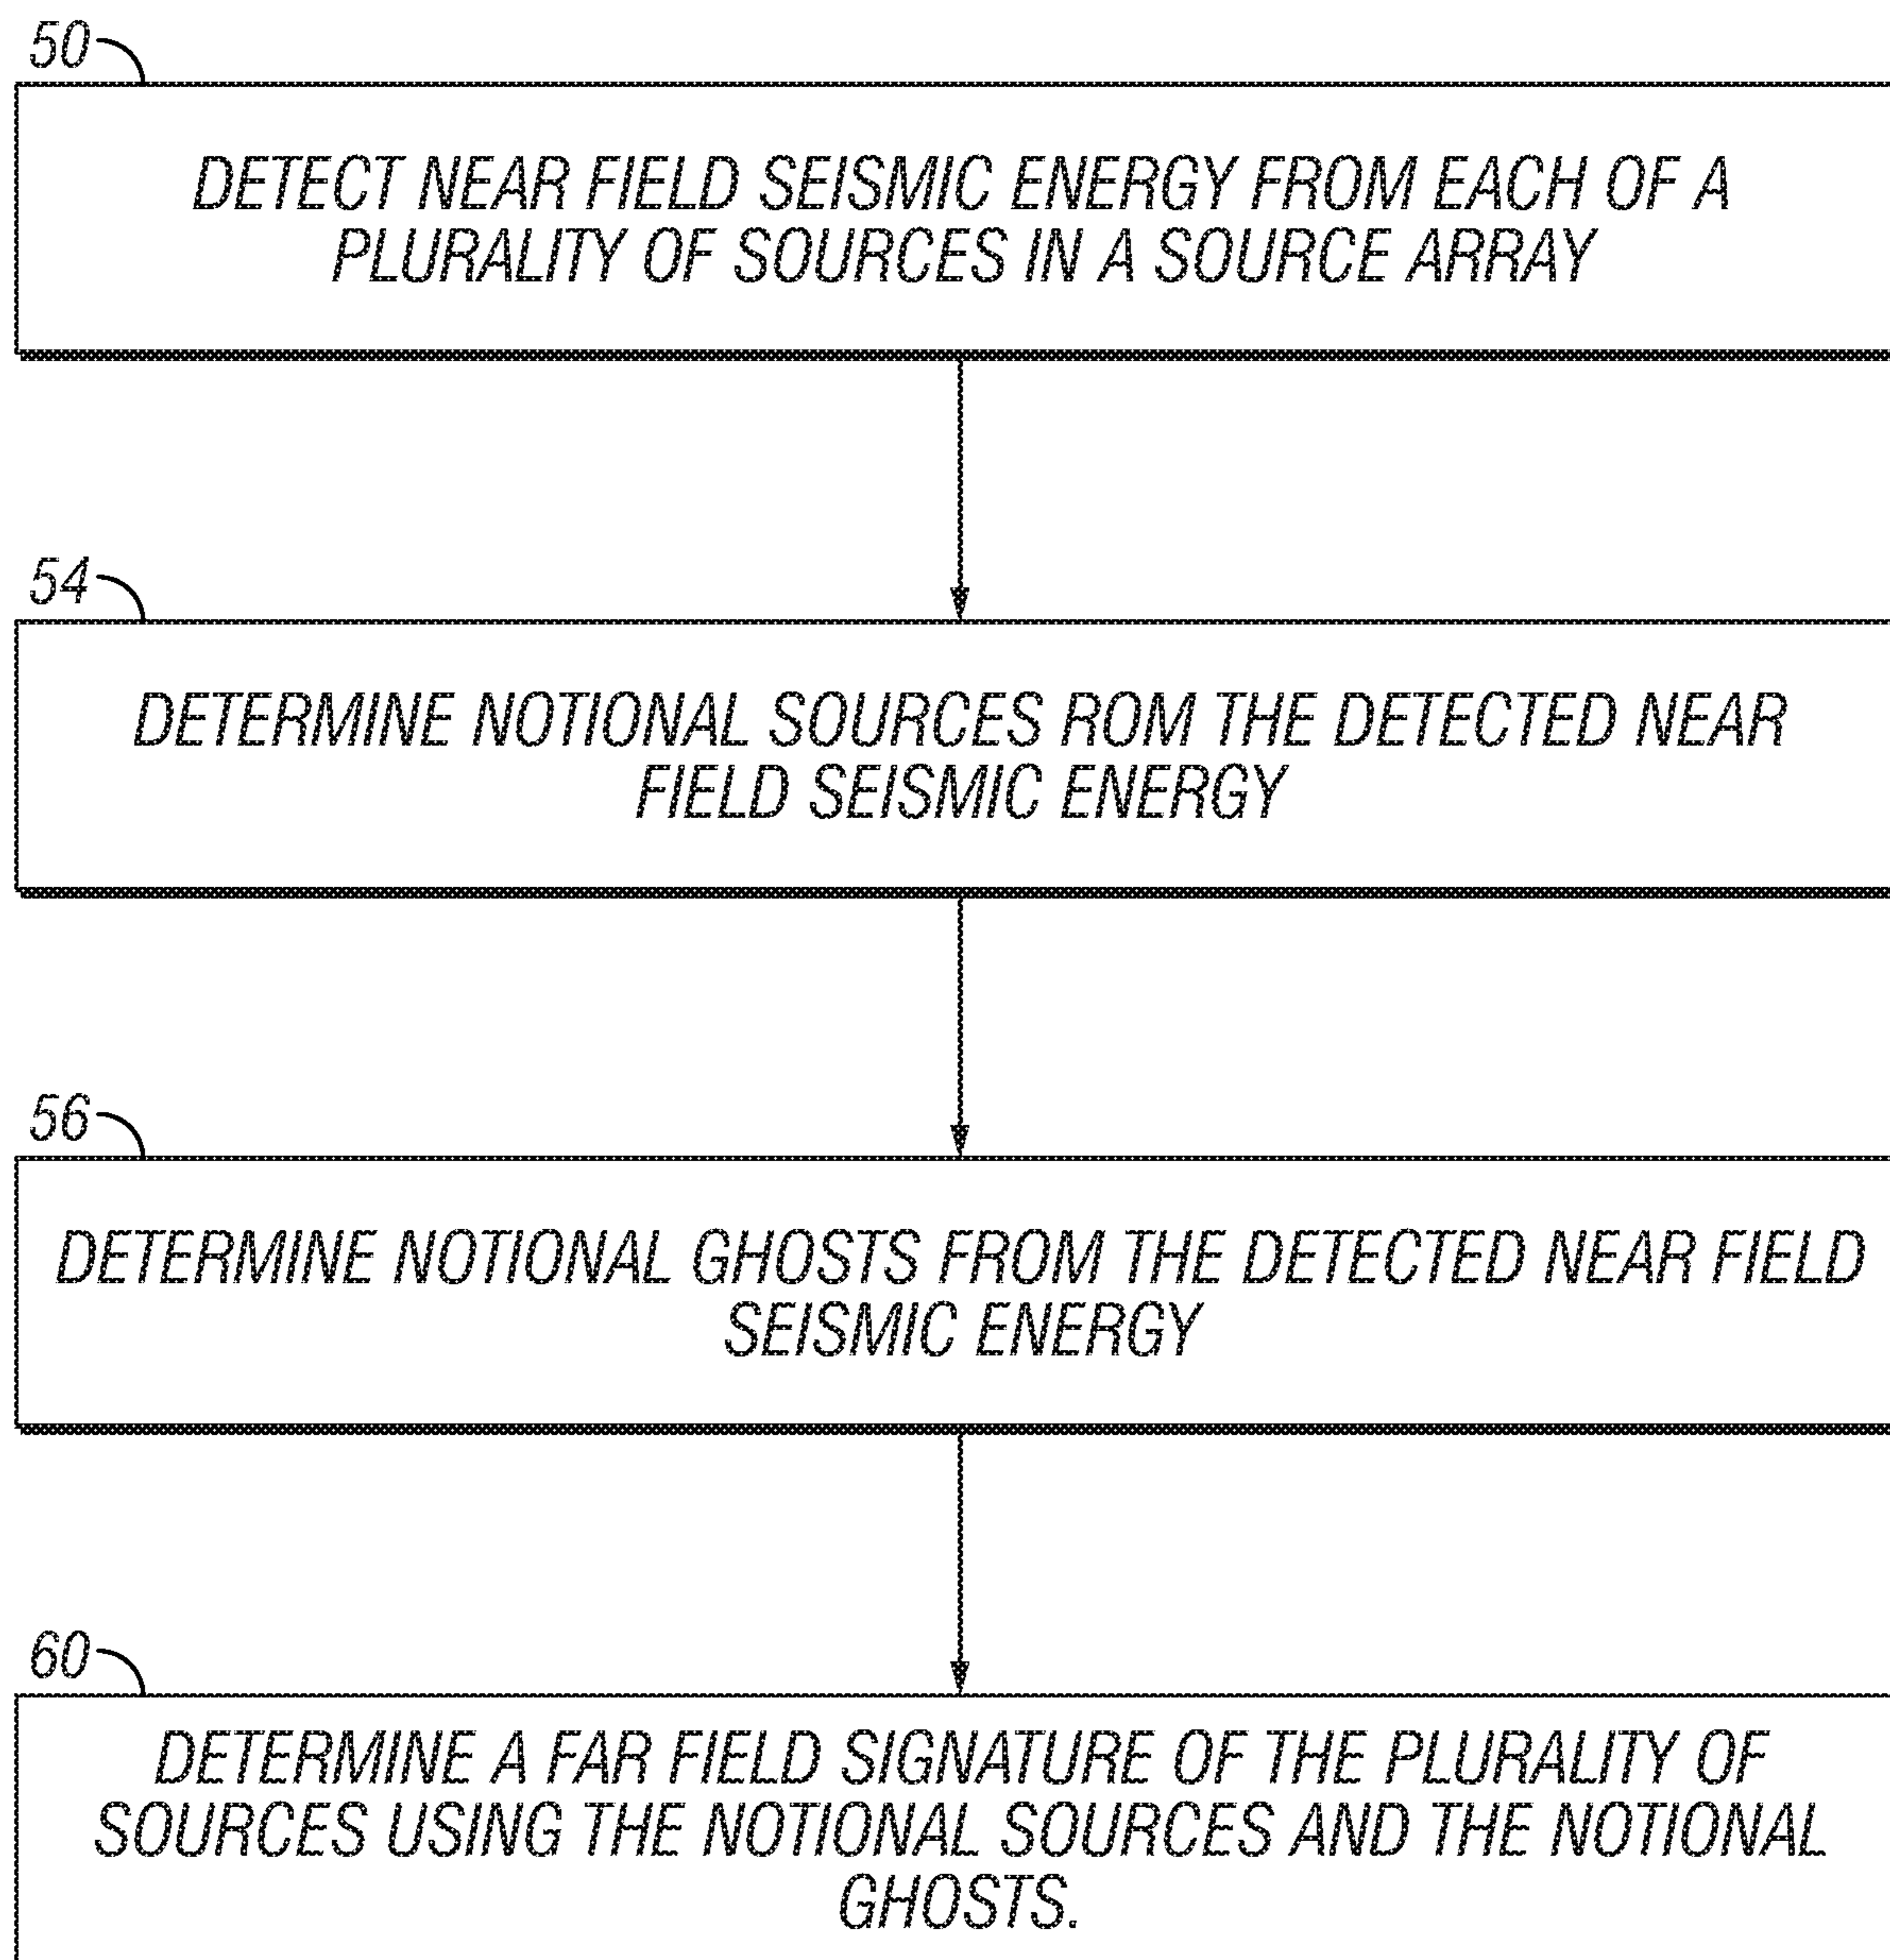 50
DETECT NEAR FIELD SEISMIC ENERGY FROM EACH OF A
PLURALITY OF SOURCES IN A SOURCE ARRAY
54
DETERMINE NOTIONAL SOURCES ROM THE DETECTED NEAR
FIELD SEISMIC ENERGY
56
DETERMINE NOTIONAL GHOSTS FROM THE DETECTED NEAR FIELD
SEISMIC ENERGY
60
DETERMINE A FAR FIELD SIGNATURE OF THE PLURALITY OF
SOURCES USING THE NOTIONAL SOURCES AND THE NOTIONAL
GHOSTS.